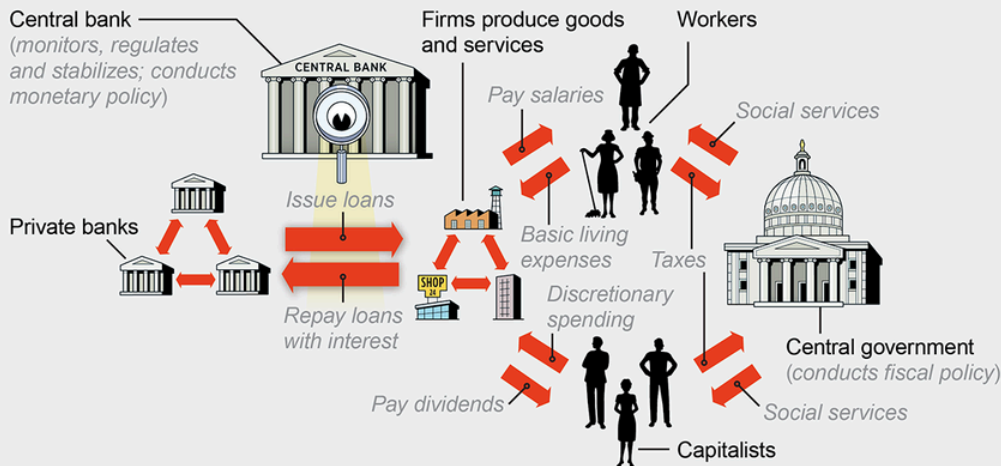 Central bank
(monitors, regulates
and stabilizes; conducts
monetary policy)
CENTRAL BANK
Firms produce goods
and services
Workers
Pay salaries
Social services
Issue loans
Private banks
Basic living
expenses
Taxes
SHOP
24
Repay loans
with interest
Discretionary
spending
Central government
(conducts fiscal policy)
Pay dividends
Social services
Capitalists